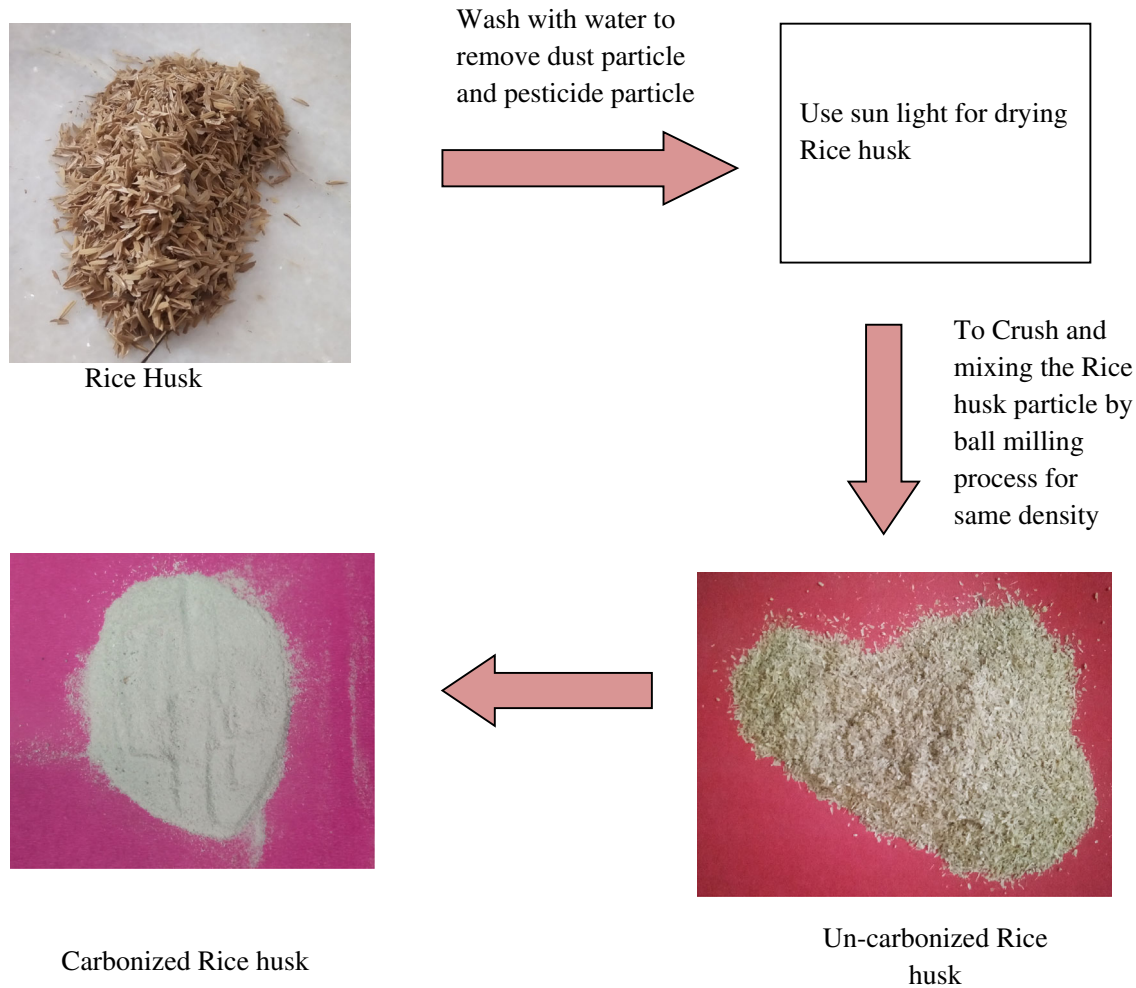 Wash with water to
remove dust particle
and pesticide particle
Use sun light for drying
Rice husk
Rice Husk
To Crush and
mixing the Rice
husk particle by
ball milling
process for
same density
Un-carbonized Rice
husk
Carbonized Rice husk